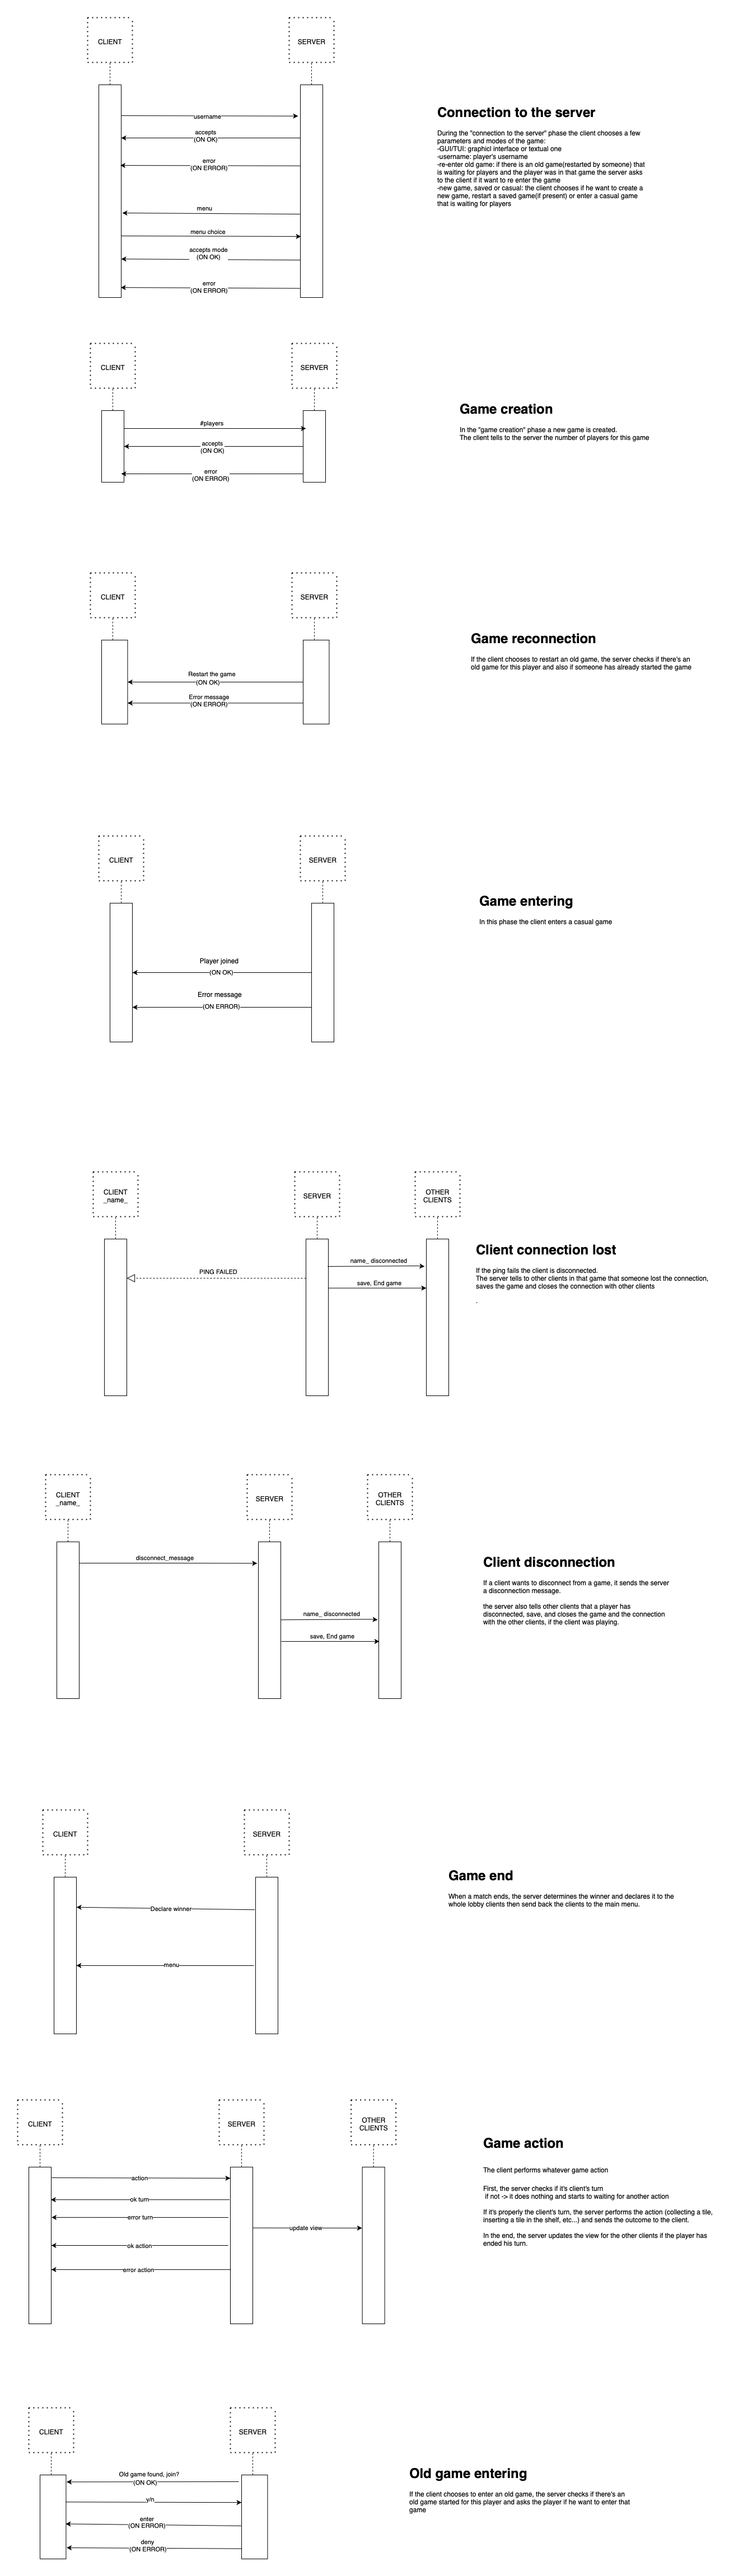 CLIENT
SERVER
username
accepts
(ON OK)
error
(ON ERROR)
menu
menu choice
accepts mode
(ON OK)
error
(ON ERROR)
Connection to the server
During the "connection to the server" phase the client chooses a few
parameters and modes of the game:
-GUI/TUI: graphicl interface or textual one
-username: player's username
-re-enter old game: if there is an old game(restarted by someone) that
is waiting for players and the player was in that game the server asks
to the client if it want to re enter the game
-new game, saved or casual: the client chooses if he want to create a
new game, restart a saved game(if present) or enter a casual game
that is waiting for players
CLIENT
SERVER
#players
accepts
(ON OK)
error
(ON ERROR)
Game creation
In the "game creation" phase a new game is created.
The client tells to the server the number of players for this game
CLIENT
SERVER
Restart the game
(ON OK)
Error message
(ON ERROR)
Game reconnection
If the client chooses to restart an old game, the server checks if there's an
old game for this player and also if someone has already started the game
CLIENT
SERVER
Player joined
(ON OK)
Error message
(ON ERROR)
Game entering
In this phase the client enters a casual game
CLIENT
_name_
SERVER
OTHER
CLIENTS
PING FAILED
name_ disconnected
save, End game
Client connection lost
If the ping fails the client is disconnected.
The server tells to other clients in that game that someone lost the connection,
saves the game and closes the connection with other clients
.
CLIENT
_name_
SERVER
OTHER
CLIENTS
disconnect_message
name_ disconnected
save, End game
Client disconnection
If a client wants to disconnect from a game, it sends the server
a disconnection message.
the server also tells other clients that a player has
disconnected, save, and closes the game and the connection
with the other clients, if the client was playing.
CLIENT
SERVER
Declare winner
menu
Game end
When a match ends, the server determines the winner and declares it to the
whole lobby clients then send back the clients to the main menu.
CLIENT
SERVER
OTHER
CLIENTS
action
ok turn
error turn
update view
ok action
error action
Game action
The client performs whatever game action
First, the server checks if it's client's turn
if not -> it does nothing and starts to waiting for another action
If it's properly the client's turn, the server performs the action (collecting a tile,
inserting a tile in the shelf, etc...) and sends the outcome to the client.
In the end, the server updates the view for the other clients if the player has
ended his turn.
CLIENT
SERVER
Old game found, join?
(ON OK)
y/n
enter
(ON ERROR)
deny
(ON ERROR)
Old game entering
If the client chooses to enter an old game, the server checks if there's an
old game started for this player and asks the player if he want to enter that
game